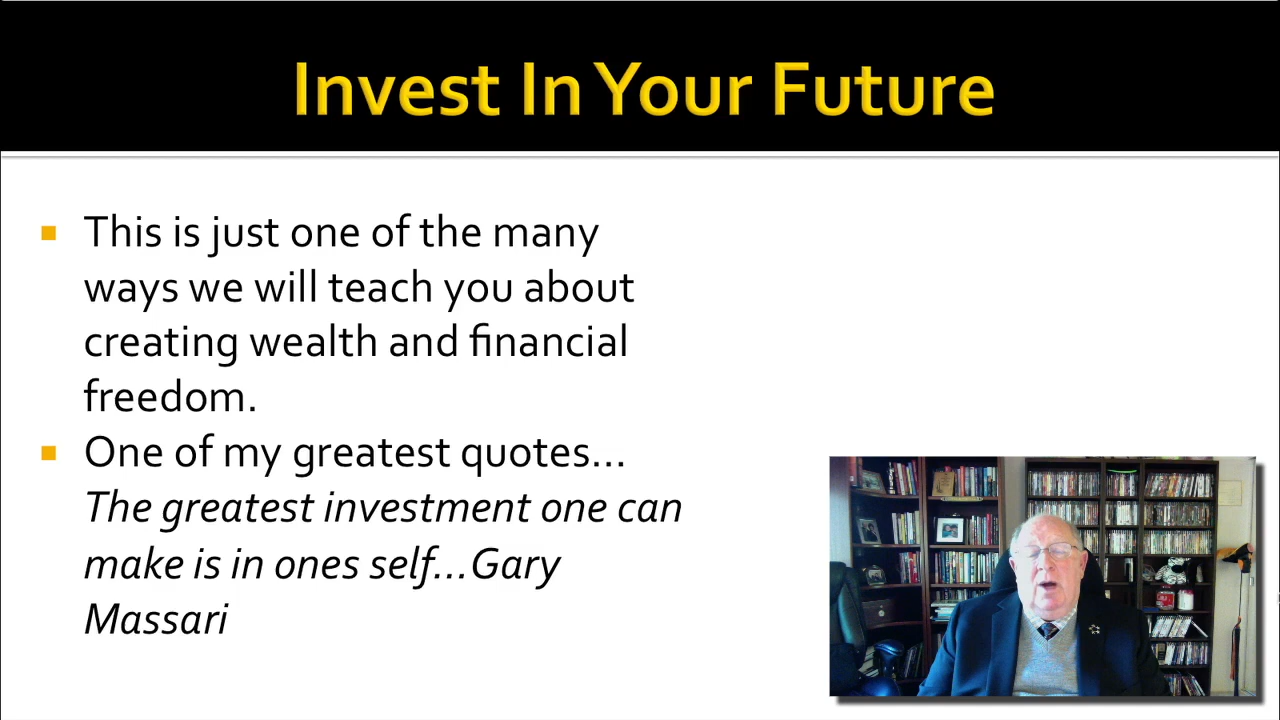 Invest In Your Future
This is just one of the many
ways we will teach you about
creating wealth and financial
freedom.
One of my greatest quotes...
The greatest investment one can
make is in ones self...Gary
Massari